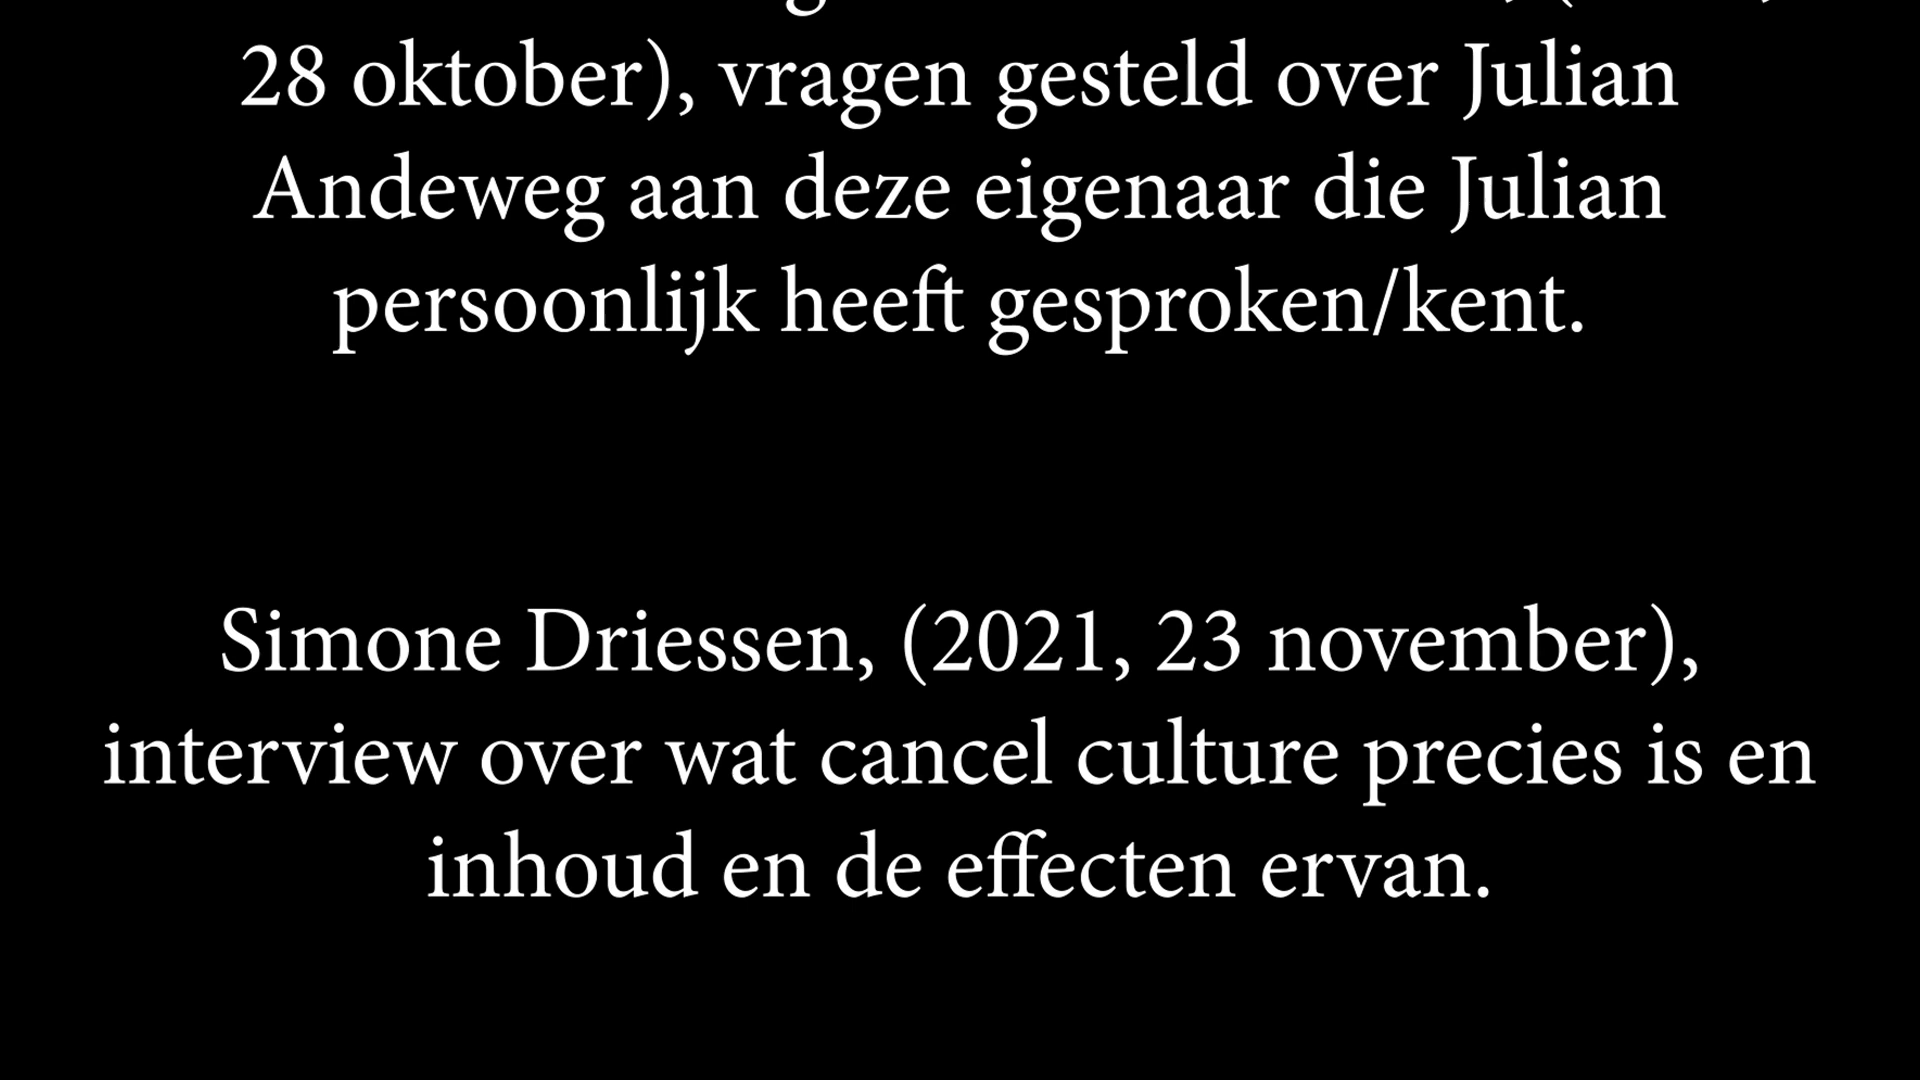 28 oktober), vragen gesteld over Julian
Andeweg aan deze eigenaar die Julian
persoonlijk heeft gesproken/kent.
Simone Driessen, (2021, 23 november),
interview over wat cancel culture precies is en
inhoud en de effecten ervan.